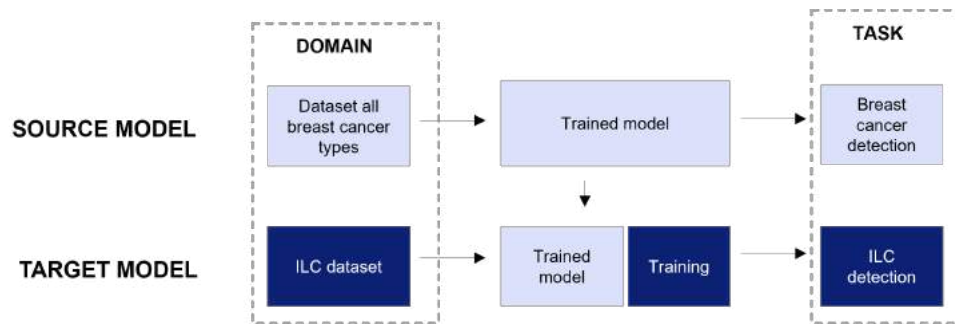 DOMAIN
TASK
SOURCE MODEL
Dataset all
breast cancer
types
Trained model
Breast
cancer
detection
TARGET MODEL
ILC dataset
Trained
model
Training
ILC
detection